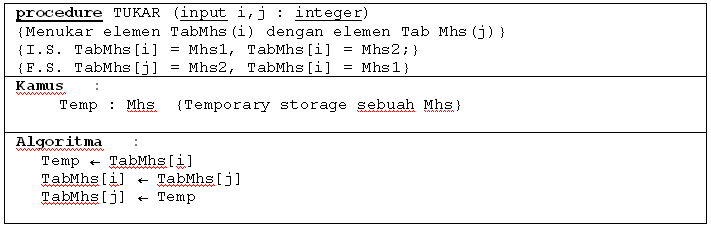 procedure TUKAR (input i,j : integer)
{Menukar elemen TabMhs(i) dengan elemen Tab Mhs(j)}
{I.S. TabMhs[i] = Mhs1, TabMhs[i] = Mhs2;}
{F.S. TabMhs[j] = Mhs2, TabMhs[i] = Mhs1}
Kamus :
Temp : Mhs {Temporary storage sebuah Mhs}
Algoritma :
Temp ← TabMhs[i]
TabMhs[i] ← TabMhs[j]
TabMhs[j] ← Temp